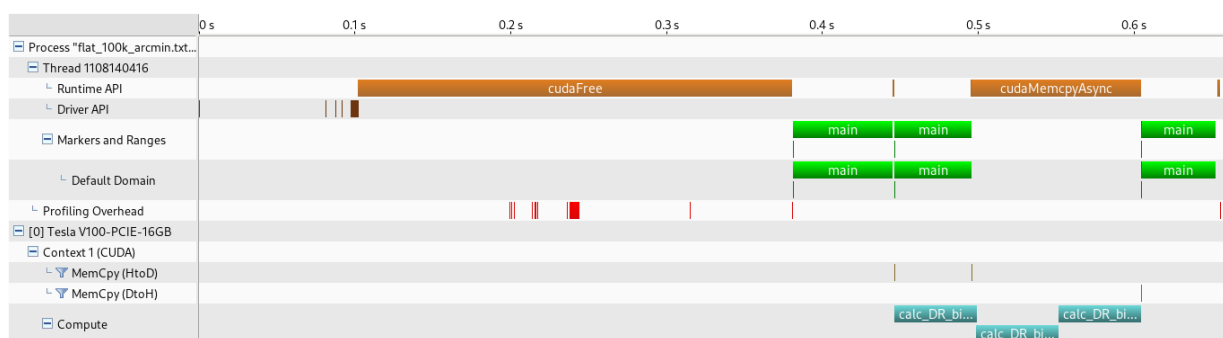 0 s 0.1 s 0.2 s 0.3 s 0.4 s 0.5 s 0.6 s
Process "flat_100k_arcmin.txt...
Thread 1108140416
Runtime API cudaFree cudaMemcpyAsync
Driver API
main main main
Markers and Ranges
main main main
Default Domain
Profiling Overhead
[0] Tesla V100-PCIE-16GB
Context 1 (CUDA)
MemCpy (HtoD)
MemCpy (DtoH)
calc_DR_bi... calc_DR_bi...
Compute
calc_DR_bi...